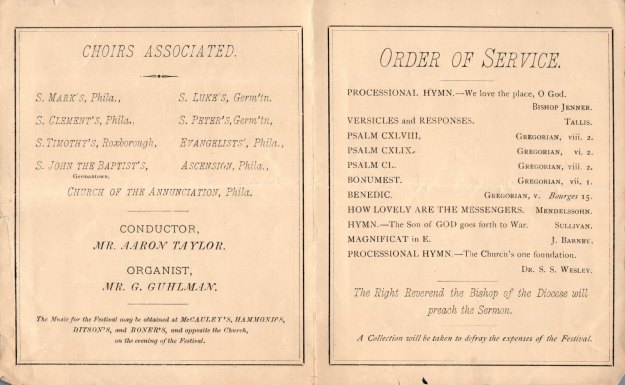 CHOIRS ASSOCIATED.
S. MARK'S, Phila., S. LUKE'S, Germ'tn.
S. CLEMENT'S, Phila., S. PETER'S, Germ'tn,
S. TIMOTHY'S, Roxborough, EVANGELISTS', Phila.,
S. JOHN THE BAPTIST'S, ASCENSION, Phila.,
Germantown.
CHURCH OF THE ANNUNCIATION, Phila.
CONDUCTOR,
MR. AARON TAYLOR.
ORGANIST,
MR. G. GUHLMAN.
The Music for the Festival may be obtained at McCAULEY'S, HAMMOND'S,
DITSON'S, and BONER'S, and opposite the Church,
on the evening of the Festival.
ORDER OF SERVICE.
PROCESSIONAL HYMN.—We love the place, O God.
BISHOP JENNER.
VERSICLES and RESPONSES. TALLIS.
PSALM CXLVIII, GREGORIAN, viii. 2.
PSALM CXLIX. GREGORIAN, vi. 2.
PSALM CL. GREGORIAN, viii. 2.
BONUMEST. GREGORIAN, vii, 1.
BENEDIC. GREGORIAN, v. Bourges 15.
HOW LOVELY ARE THE MESSENGERS. MENDELSSOHN.
HYMN.—The Son of GOD goes forth to War. SULLIVAN.
MAGNIFICAT in E. J. BARNBY.
PROCESSIONAL HYMN.—The Church's one foundation.
DR. S. S. WESLEY.
The Right Reverend the Bishop of the Diocese will
preach the Sermon.
A Collection will be taken to defray the expenses of the Festival.